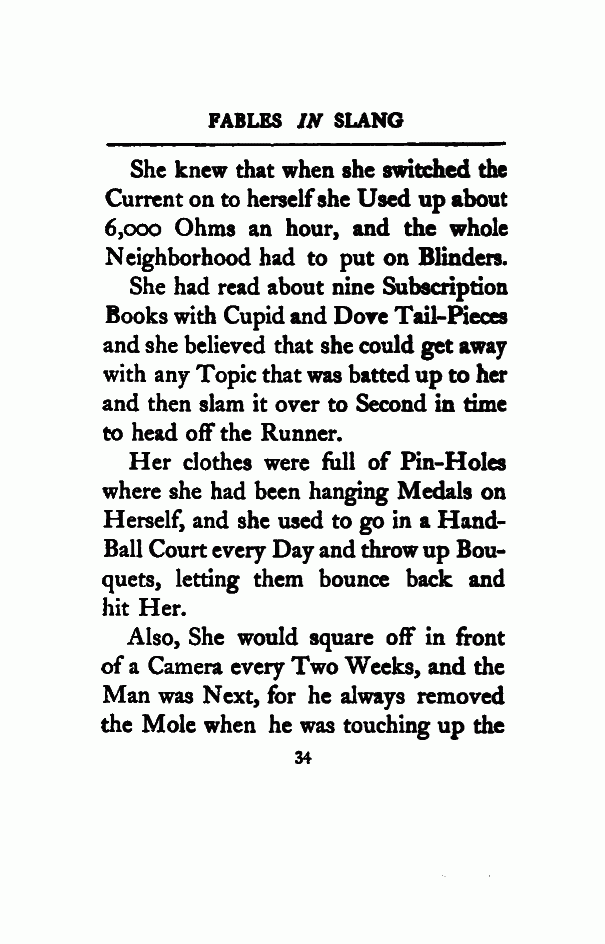 FABLES IN SLANG
She knew that when she switched the
Current on to herself she Used up about
6,000 Ohms an hour, and the whole
Neighborhood had to put on Blinders.
She had read about nine Subscription
Books with Cupid and Dove Tail-Pieces
and she believed that she could get away
with any Topic that was batted up to her
and then slam it over to Second in time
to head off the Runner.
Her clothes were full of Pin-Holes
where she had been hanging Medals on
Herself, and she used to go in a Hand-
Ball Court every Day and throw up Bou-
quets, letting them bounce back and
hit Her.
Also, She would square off in front
of a Camera every Two Weeks, and the
Man was Next, for he always removed
the Mole when he was touching up the
34